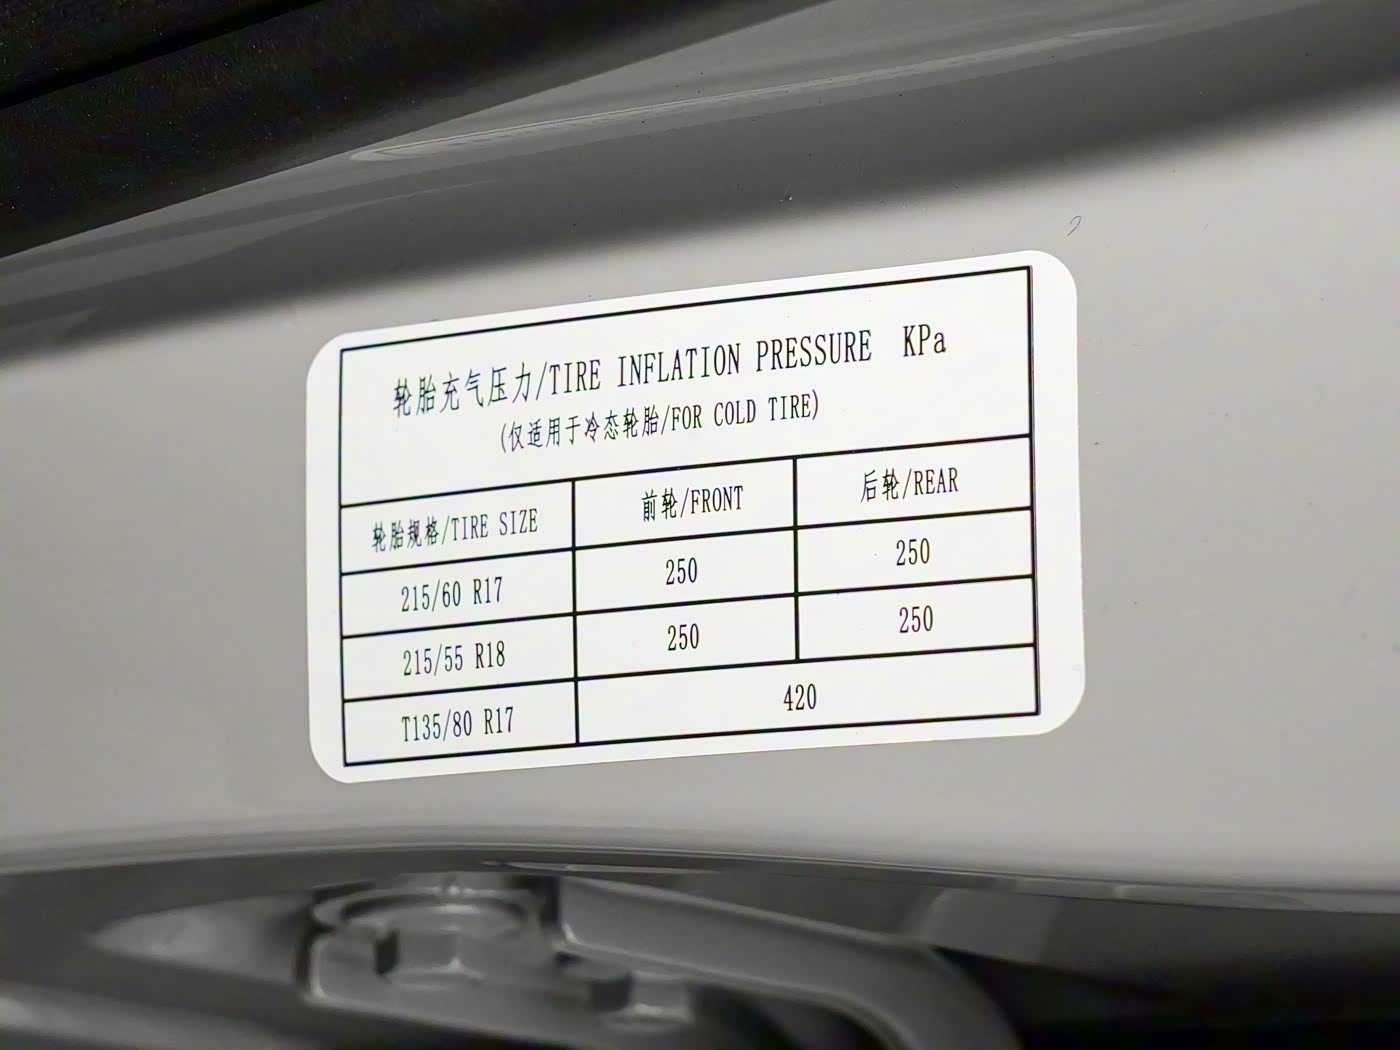 轮胎充气压力/TIRE INFLATION PRESSURE KPa
(仅适用于冷态轮胎/FOR COLD TIRE)
轮胎规格/TIRE SIZE 前轮/FRONT 后轮/REAR
215/60 R17 250 250
215/55 R18 250 250
T135/80 R17 420